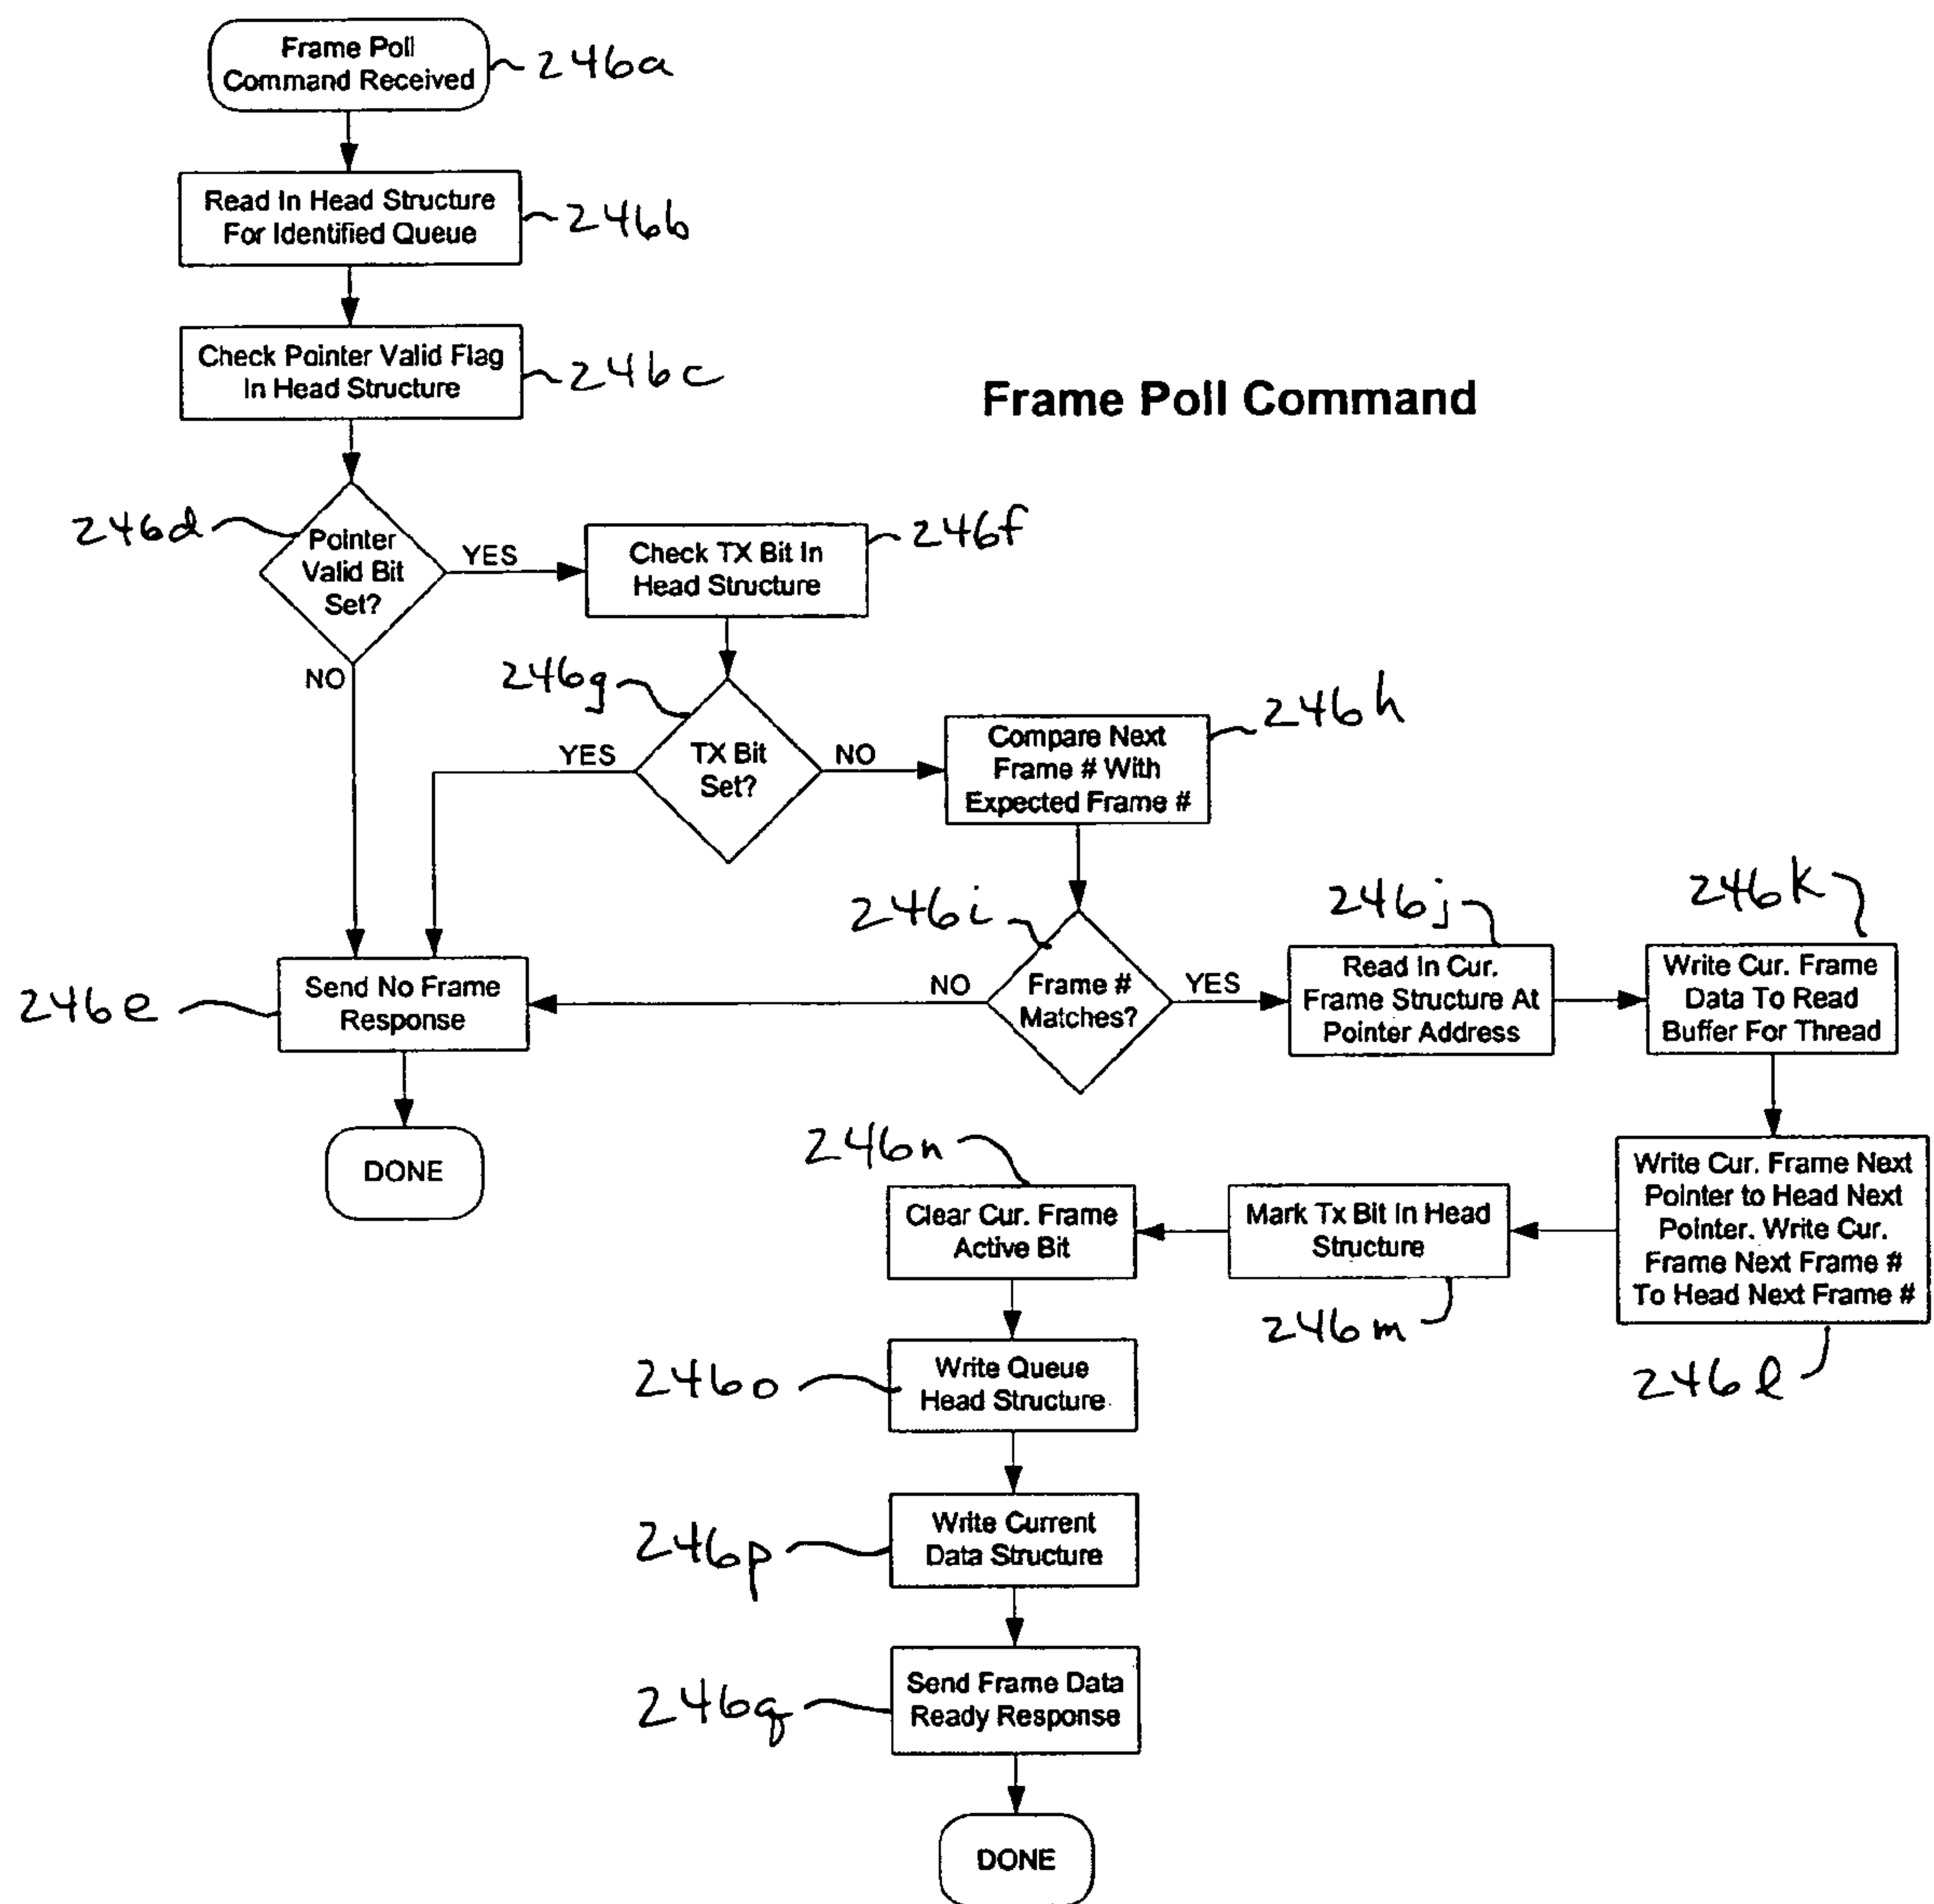 Frame Poll
Command Received
246a
Read In Head Structure
For Identified Queue
246b
Check Pointer Valid Flag
In Head Structure
246c
Frame Poll Command
246d
Pointer
Valid Bit
Set?
YES
NO
Check TX Bit In
Head Structure
246f
246g
TX Bit
Set?
YES
NO
Compare Next
Frame # With
Expected Frame #
246h
246i
Frame #
Matches?
NO
YES
246e
Send No Frame
Response
DONE
246j
Read In Cur.
Frame Structure At
Pointer Address
246k
Write Cur. Frame
Data To Read
Buffer For Thread
Write Cur. Frame Next
Pointer to Head Next
Pointer. Write Cur.
Frame Next Frame #
To Head Next Frame #
246l
Mark Tx Bit In Head
Structure
246m
246n
Clear Cur. Frame
Active Bit
246o
Write Queue
Head Structure
246p
Write Current
Data Structure
246q
Send Frame Data
Ready Response
DONE